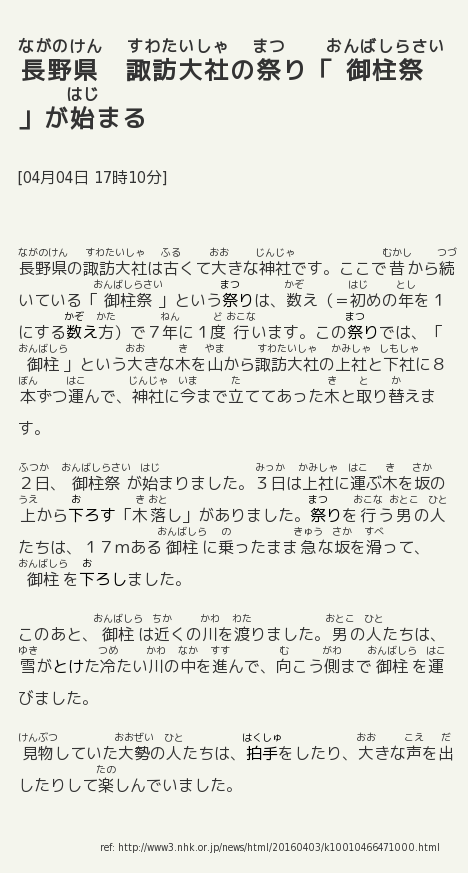 ながのけん すわたいしゃ まつ おんばしらさい
長野県 諏訪大社の祭り「 御柱祭
はじ
」が始まる
[04月04日 17時10分]
ながのけん すわたいしゃ ふる おお じんじゃ むかし つづ
長野県の諏訪大社は古くて大きな神社です。ここで昔から続
おんばしらさい まつ かぞ はじ とし
いている「 御柱祭 」という祭りは、数え（＝初めの年を１
かぞ かた ねん ど おこな まつ
にする数え方）で７年に１度 行います。この祭りでは、「
おんばしら おお き やま すわたいしゃ かみしゃ しもしゃ
御柱 」という大きな木を山から諏訪大社の上社と下社に８
ぼん はこ じんじゃ いま た き と か
本ずつ運んで、神社に今まで立ててあった木と取り替えま
す。
ふつか おんばしらさい はじ みっか かみしゃ はこ き さか
２日、 御柱祭 が始まりました。３日は上社に運ぶ木を坂の
うえ お き おと まつ おこな おとこ ひと
上から下ろす「木落し」がありました。祭りを行う男の人
おんばしら の きゅう さか すべ
たちは、１７ｍある 御柱 に乗ったまま急な坂を滑って、
おんばしら お
御柱 を下ろしました。
おんばしら ちか かわ わた おとこ ひと
このあと、 御柱 は近くの川を渡りました。男の人たちは、
ゆき つめ かわ なか すす む がわ おんばしら はこ
雪がとけた冷たい川の中を進んで、向こう側まで 御柱 を運
びました。
けんぶつ おおぜい ひと はくしゅ おお こえ だ
見物していた大勢の人たちは、拍手をしたり、大きな声を出
たの
したりして楽しんでいました。
ref: http://www3.nhk.or.jp/news/html/20160403/k10010466471000.html